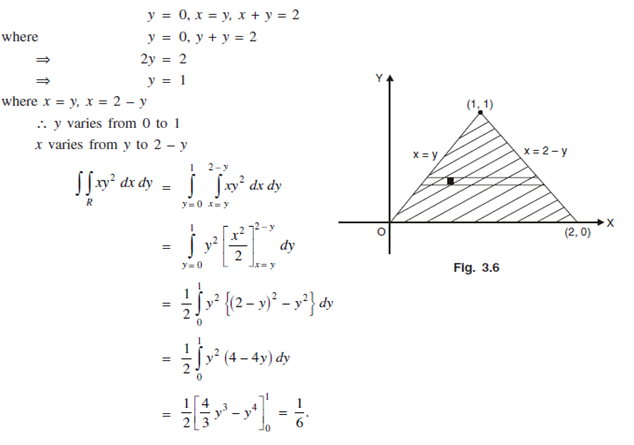 y = 0, x = y, x + y = 2
where y = 0, y + y = 2
⇒ 2y = 2
⇒ y = 1
where x = y, x = 2 – y
∴ y varies from 0 to 1
x varies from y to 2 – y
∬_R xy² dx dy = ∫_{y=0}^{1} ∫_{x=y}^{2–y} xy² dx dy
= ∫_{y=0}^{1} y² [x²/2]_{x=y}^{2–y} dy
= 1/2 ∫_0^1 y² {(2 – y)² – y²} dy
= 1/2 ∫_0^1 y² (4 – 4y) dy
= 1/2 [4/3 y³ – y⁴]_0^1 = 1/6.
Y
(1, 1)
x = y
x = 2 – y
O
X
(2, 0)
Fig. 3.6